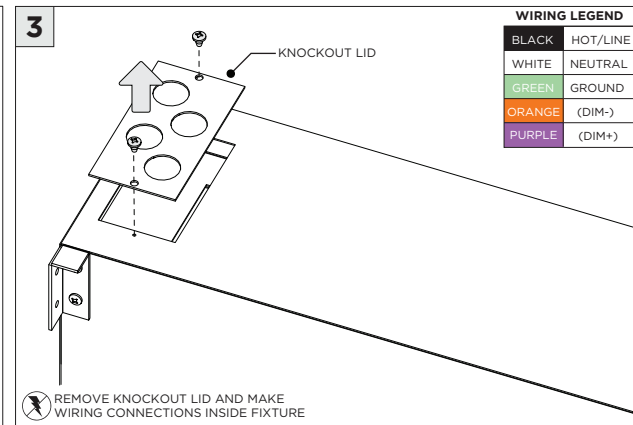 3
KNOCKOUT LID
WIRING LEGEND
BLACK HOT/LINE
WHITE NEUTRAL
GREEN GROUND
ORANGE (DIM-)
PURPLE (DIM+)
REMOVE KNOCKOUT LID AND MAKE
WIRING CONNECTIONS INSIDE FIXTURE